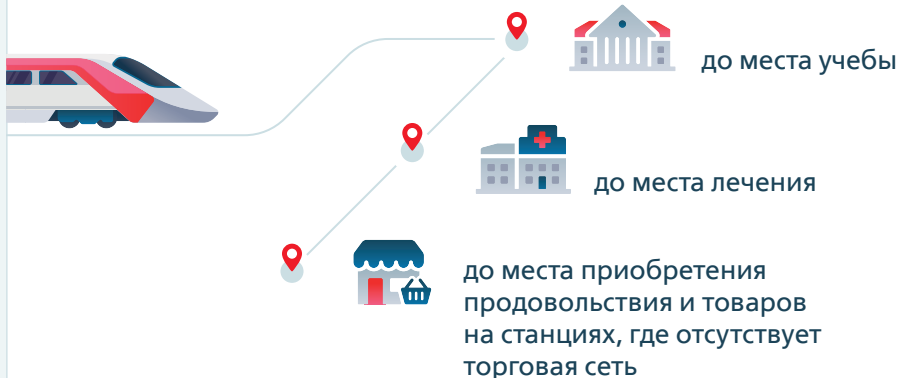 до места учебы
до места лечения
до места приобретения
продовольствия и товаров
на станциях, где отсутствует
торговая сеть